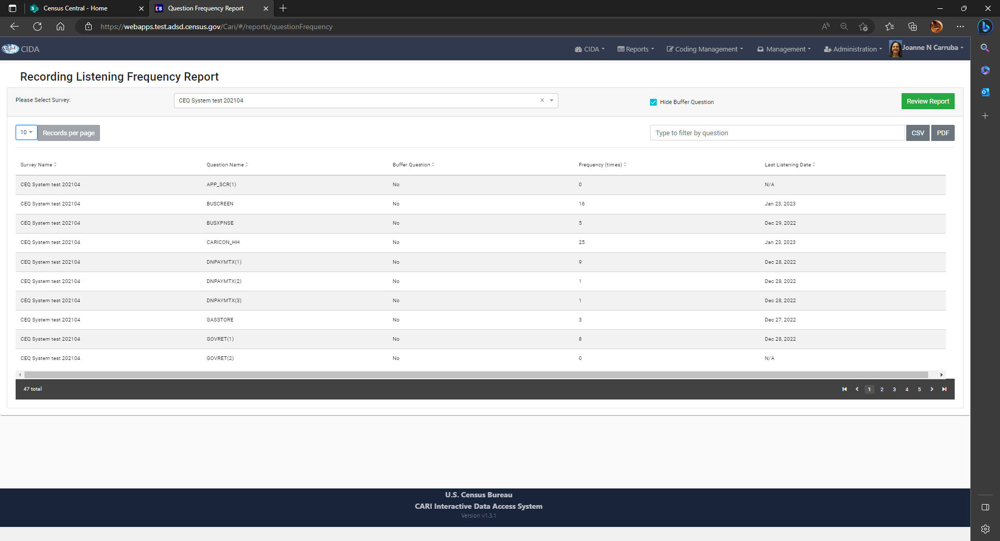 Census Central - Home
CB Question Frequency Report
https://webapps.test.adsd.census.gov/Cari/#/reports/questionFrequency
CIDA CIDA Reports Coding Management Management Administration Joanne N Carruba
Recording Listening Frequency Report
Please Select Survey: CEQ System test 202104 × Hide Buffer Question Review Report
10 Records per page Type to filter by question CSV PDF
Survey Name Question Name Buffer Question Frequency (times) Last Listening Date
CEQ System test 202104 APP_SCR(1) No 0 N/A
CEQ System test 202104 BUSCREEN No 16 Jan 23, 2023
CEQ System test 202104 BUSXPNSE No 5 Dec 29, 2022
CEQ System test 202104 CARICON_HH No 25 Jan 23, 2023
CEQ System test 202104 DNPAYMTX(1) No 9 Dec 28, 2022
CEQ System test 202104 DNPAYMTX(2) No 1 Dec 28, 2022
CEQ System test 202104 DNPAYMTX(3) No 1 Dec 28, 2022
CEQ System test 202104 GASSTORE No 3 Dec 27, 2022
CEQ System test 202104 GOVRET(1) No 8 Dec 28, 2022
CEQ System test 202104 GOVRET(2) No 0 N/A
47 total 1 2 3 4 5
U.S. Census Bureau
CARI Interactive Data Access System
Version v1.3.1